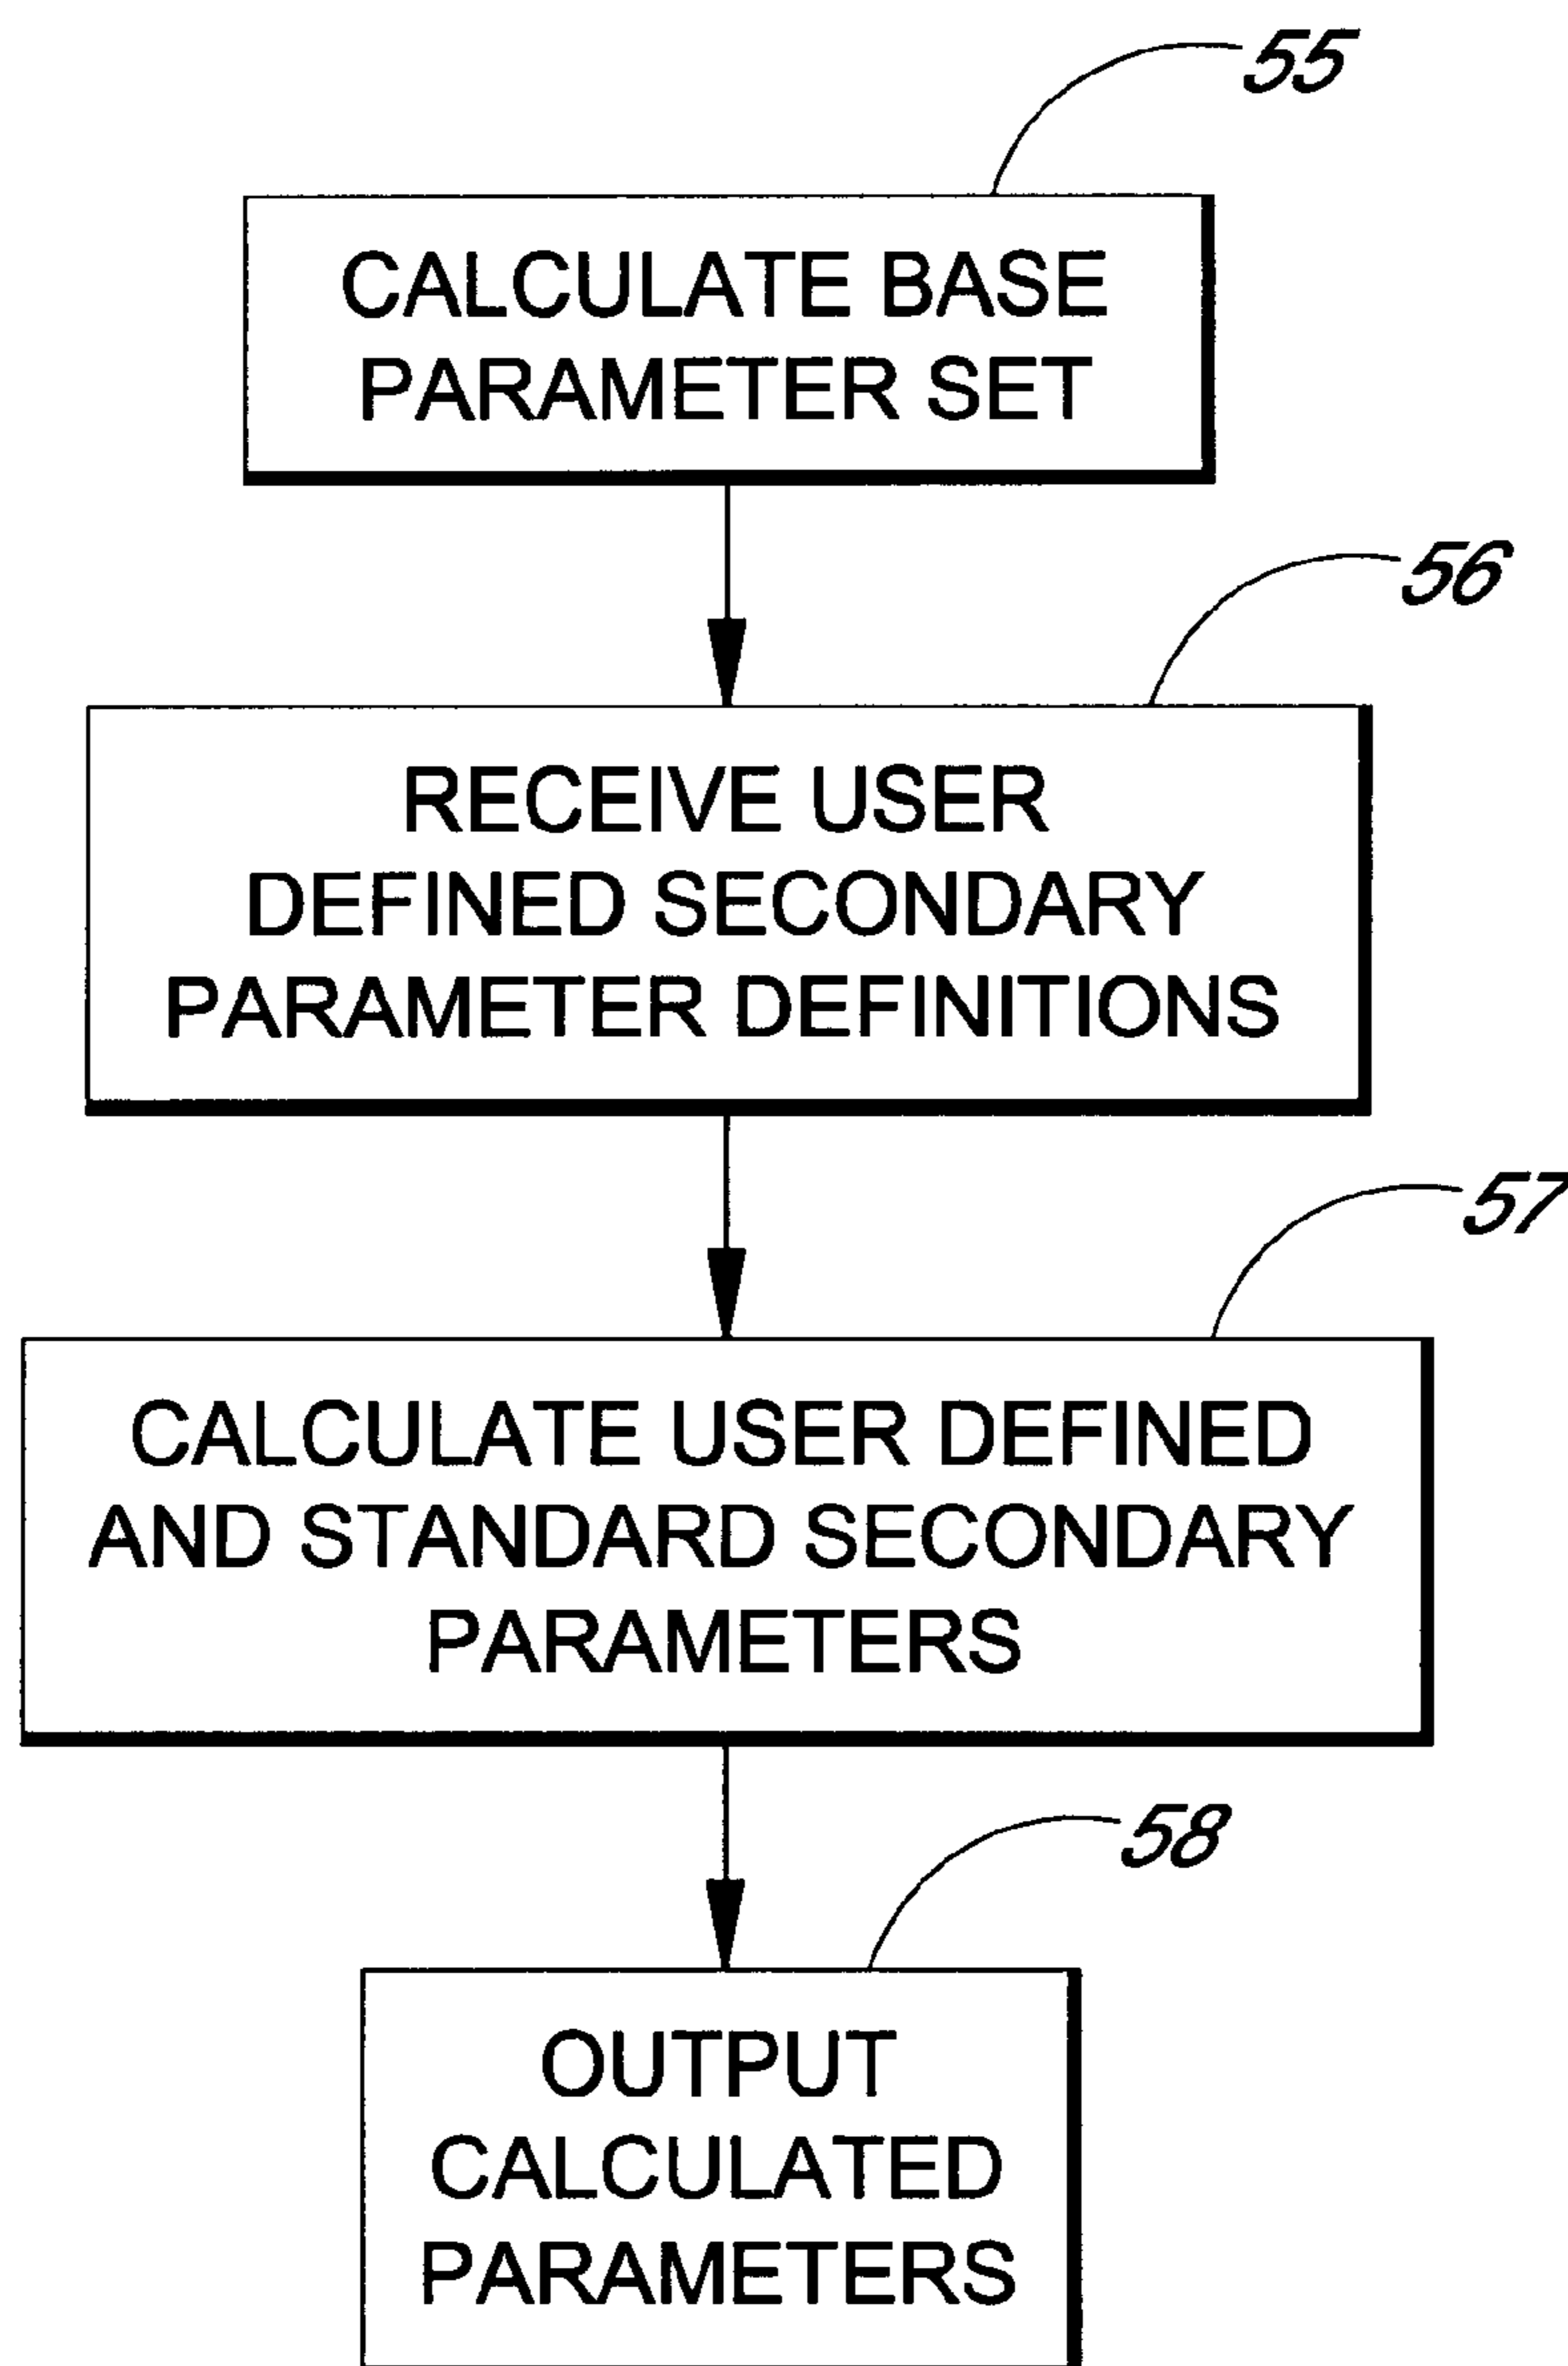 55
CALCULATE BASE
PARAMETER SET
56
RECEIVE USER
DEFINED SECONDARY
PARAMETER DEFINITIONS
57
CALCULATE USER DEFINED
AND STANDARD SECONDARY
PARAMETERS
58
OUTPUT
CALCULATED
PARAMETERS